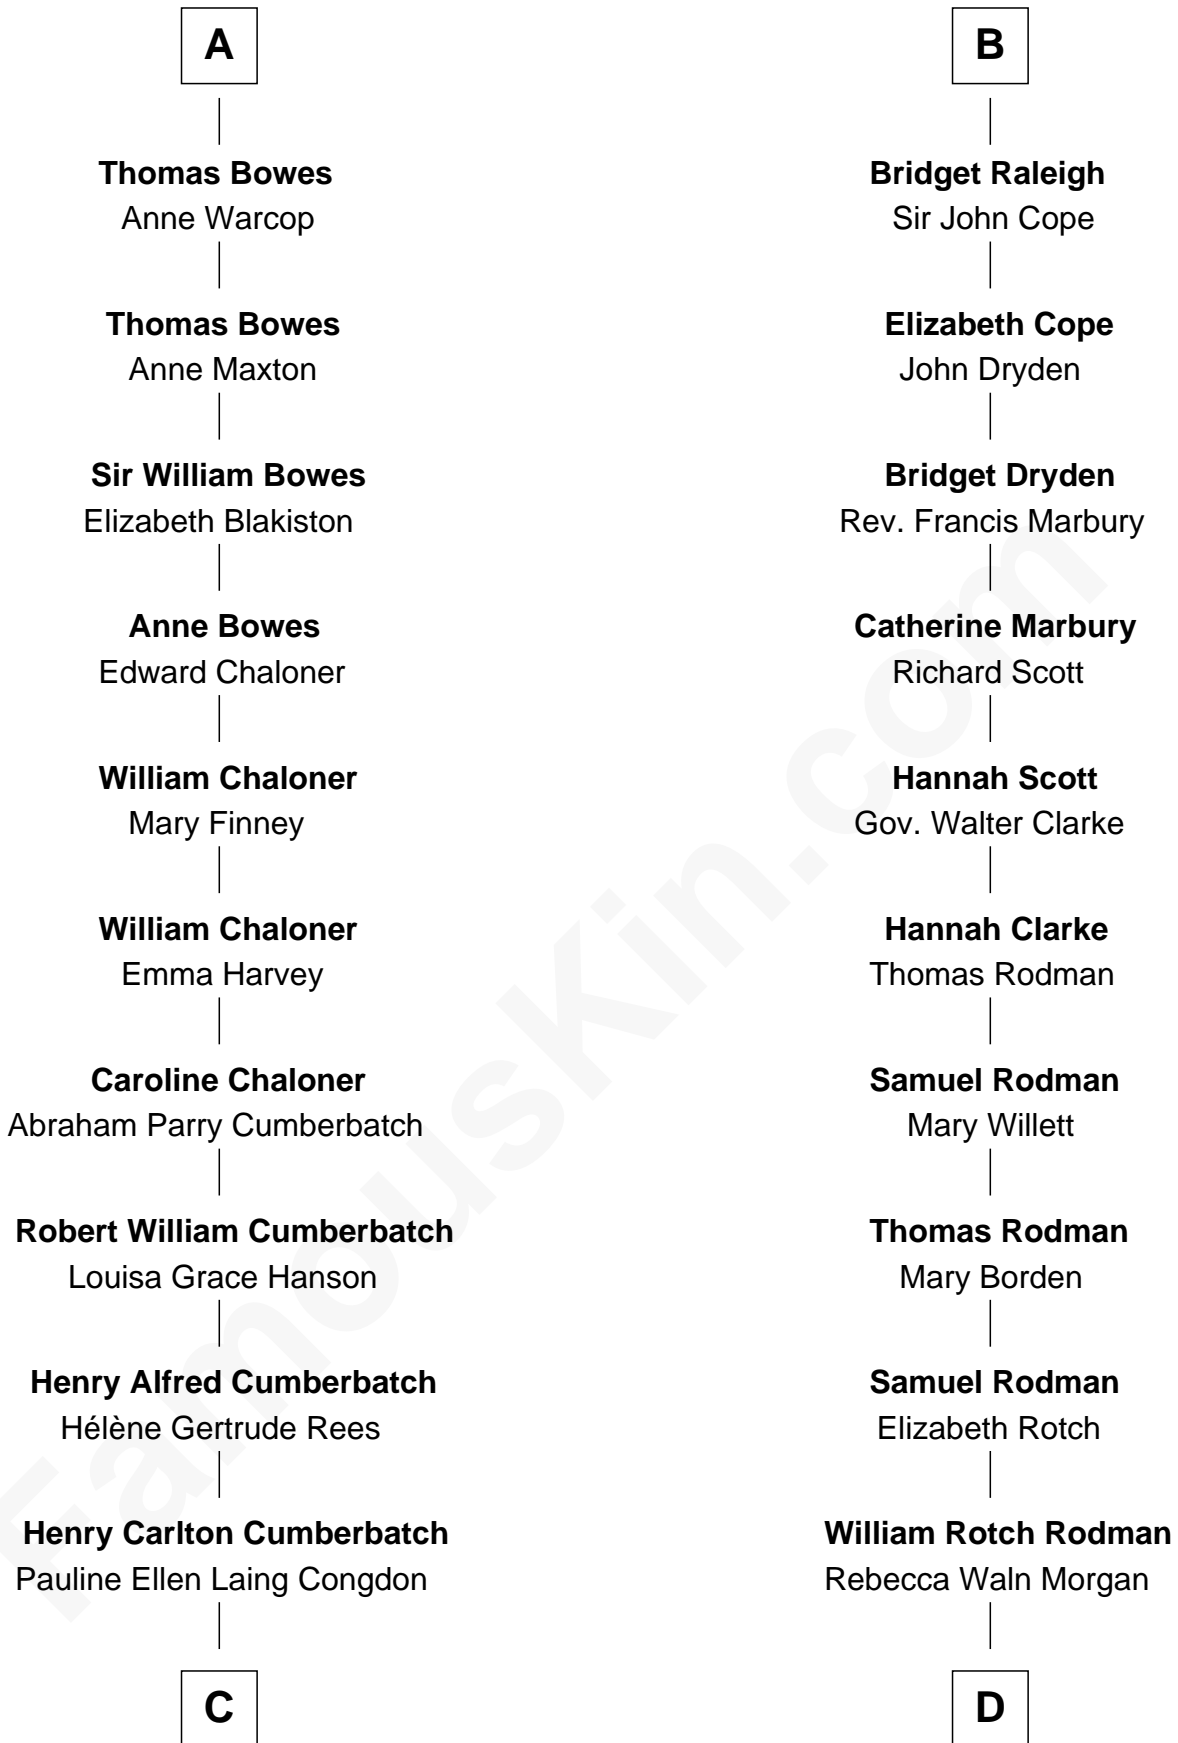 A
Thomas Bowes
Anne Warcop
Thomas Bowes
Anne Maxton
Sir William Bowes
Elizabeth Blakiston
Anne Bowes
Edward Chaloner
William Chaloner
Mary Finney
William Chaloner
Emma Harvey
Caroline Chaloner
Abraham Parry Cumberbatch
Robert William Cumberbatch
Louisa Grace Hanson
Henry Alfred Cumberbatch
Hélène Gertrude Rees
Henry Carlton Cumberbatch
Pauline Ellen Laing Congdon
C
B
Bridget Raleigh
Sir John Cope
Elizabeth Cope
John Dryden
Bridget Dryden
Rev. Francis Marbury
Catherine Marbury
Richard Scott
Hannah Scott
Gov. Walter Clarke
Hannah Clarke
Thomas Rodman
Samuel Rodman
Mary Willett
Thomas Rodman
Mary Borden
Samuel Rodman
Elizabeth Rotch
William Rotch Rodman
Rebecca Waln Morgan
D
FamousKin.com